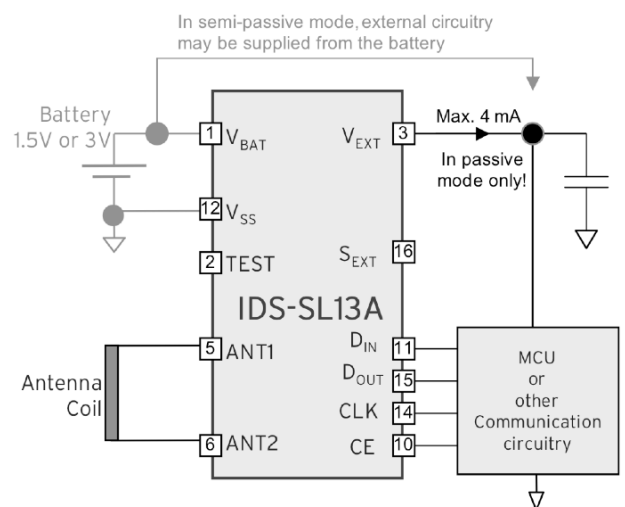 In semi-passive mode, external circuitry
may be supplied from the battery
Battery
1.5V or 3V
Max. 4 mA
1 VBAT
VEXT 3
In passive
mode only!
12 VSS
2 TEST
SEXT 16
IDS-SL13A
5 ANT1
DIN 11
DOUT 15
CLK 14
CE 10
6 ANT2
Antenna
Coil
MCU
or
other
Communication
circuitry